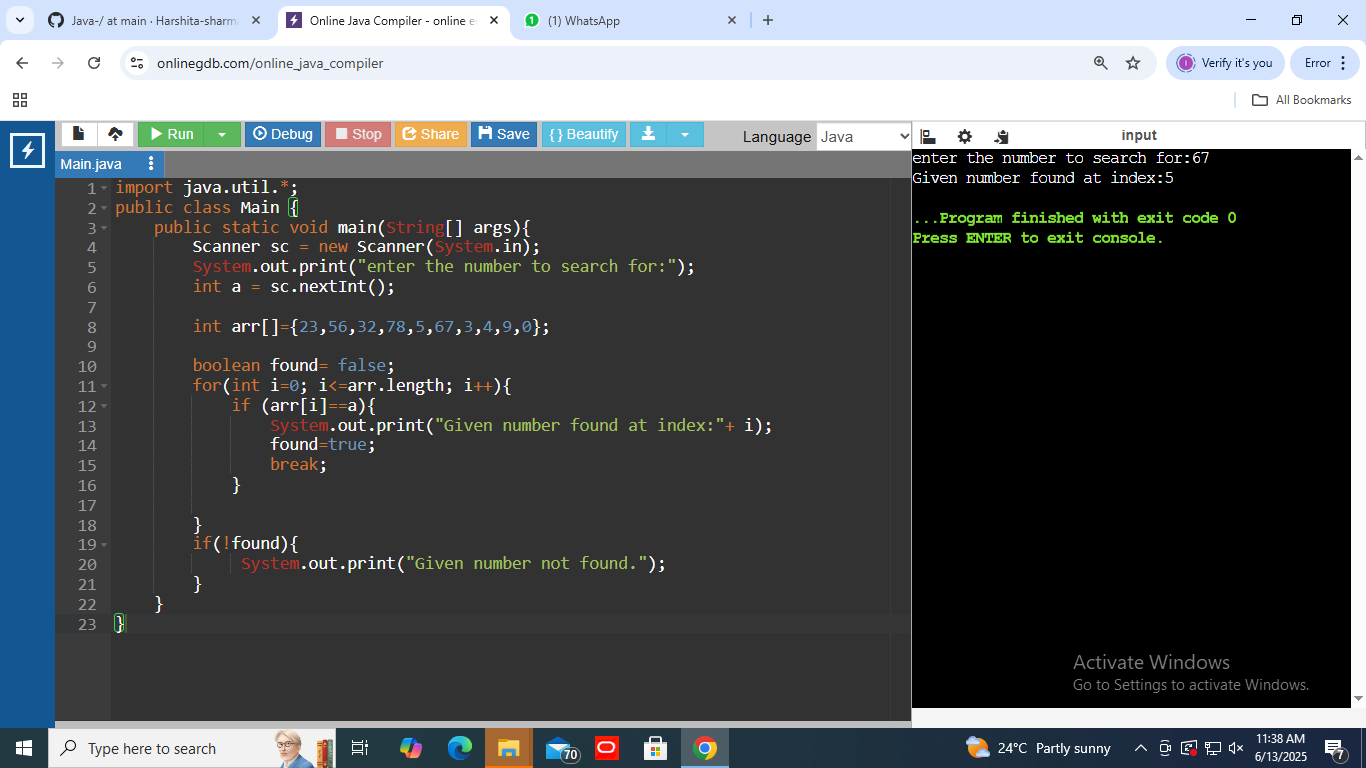 Java-/ at main · Harshita-sharm
Online Java Compiler - online e
(1) WhatsApp
onlinegdb.com/online_java_compiler
Verify it's you
Error
All Bookmarks
Run
Debug
Stop
Share
Save
{ } Beautify
Language
Java
input
Main.java
1 import java.util.*;
2 public class Main {
3 public static void main(String[] args){
4 Scanner sc = new Scanner(System.in);
5 System.out.print("enter the number to search for:");
6 int a = sc.nextInt();
7
8 int arr[]={23,56,32,78,5,67,3,4,9,0};
9
10 boolean found= false;
11 for(int i=0; i<=arr.length; i++){
12 if (arr[i]==a){
13 System.out.print("Given number found at index:"+ i);
14 found=true;
15 break;
16 }
17
18 }
19 if(!found){
20 System.out.print("Given number not found.");
21 }
22 }
23 }
enter the number to search for:67
Given number found at index:5
...Program finished with exit code 0
Press ENTER to exit console.
Activate Windows
Go to Settings to activate Windows.
Type here to search
70
24°C Partly sunny
11:38 AM
6/13/2025
7